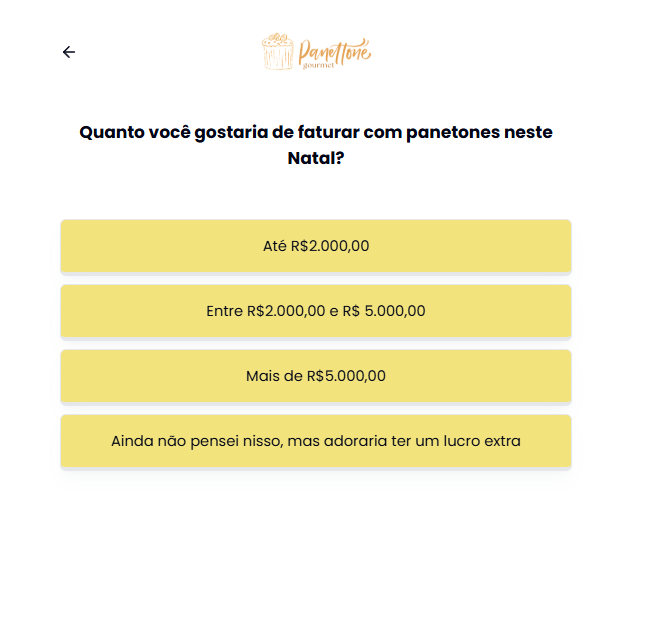 Panettone
gourmet
Quanto você gostaria de faturar com panetones neste
Natal?
Até R$2.000,00
Entre R$2.000,00 e R$ 5.000,00
Mais de R$5.000,00
Ainda não pensei nisso, mas adoraria ter um lucro extra